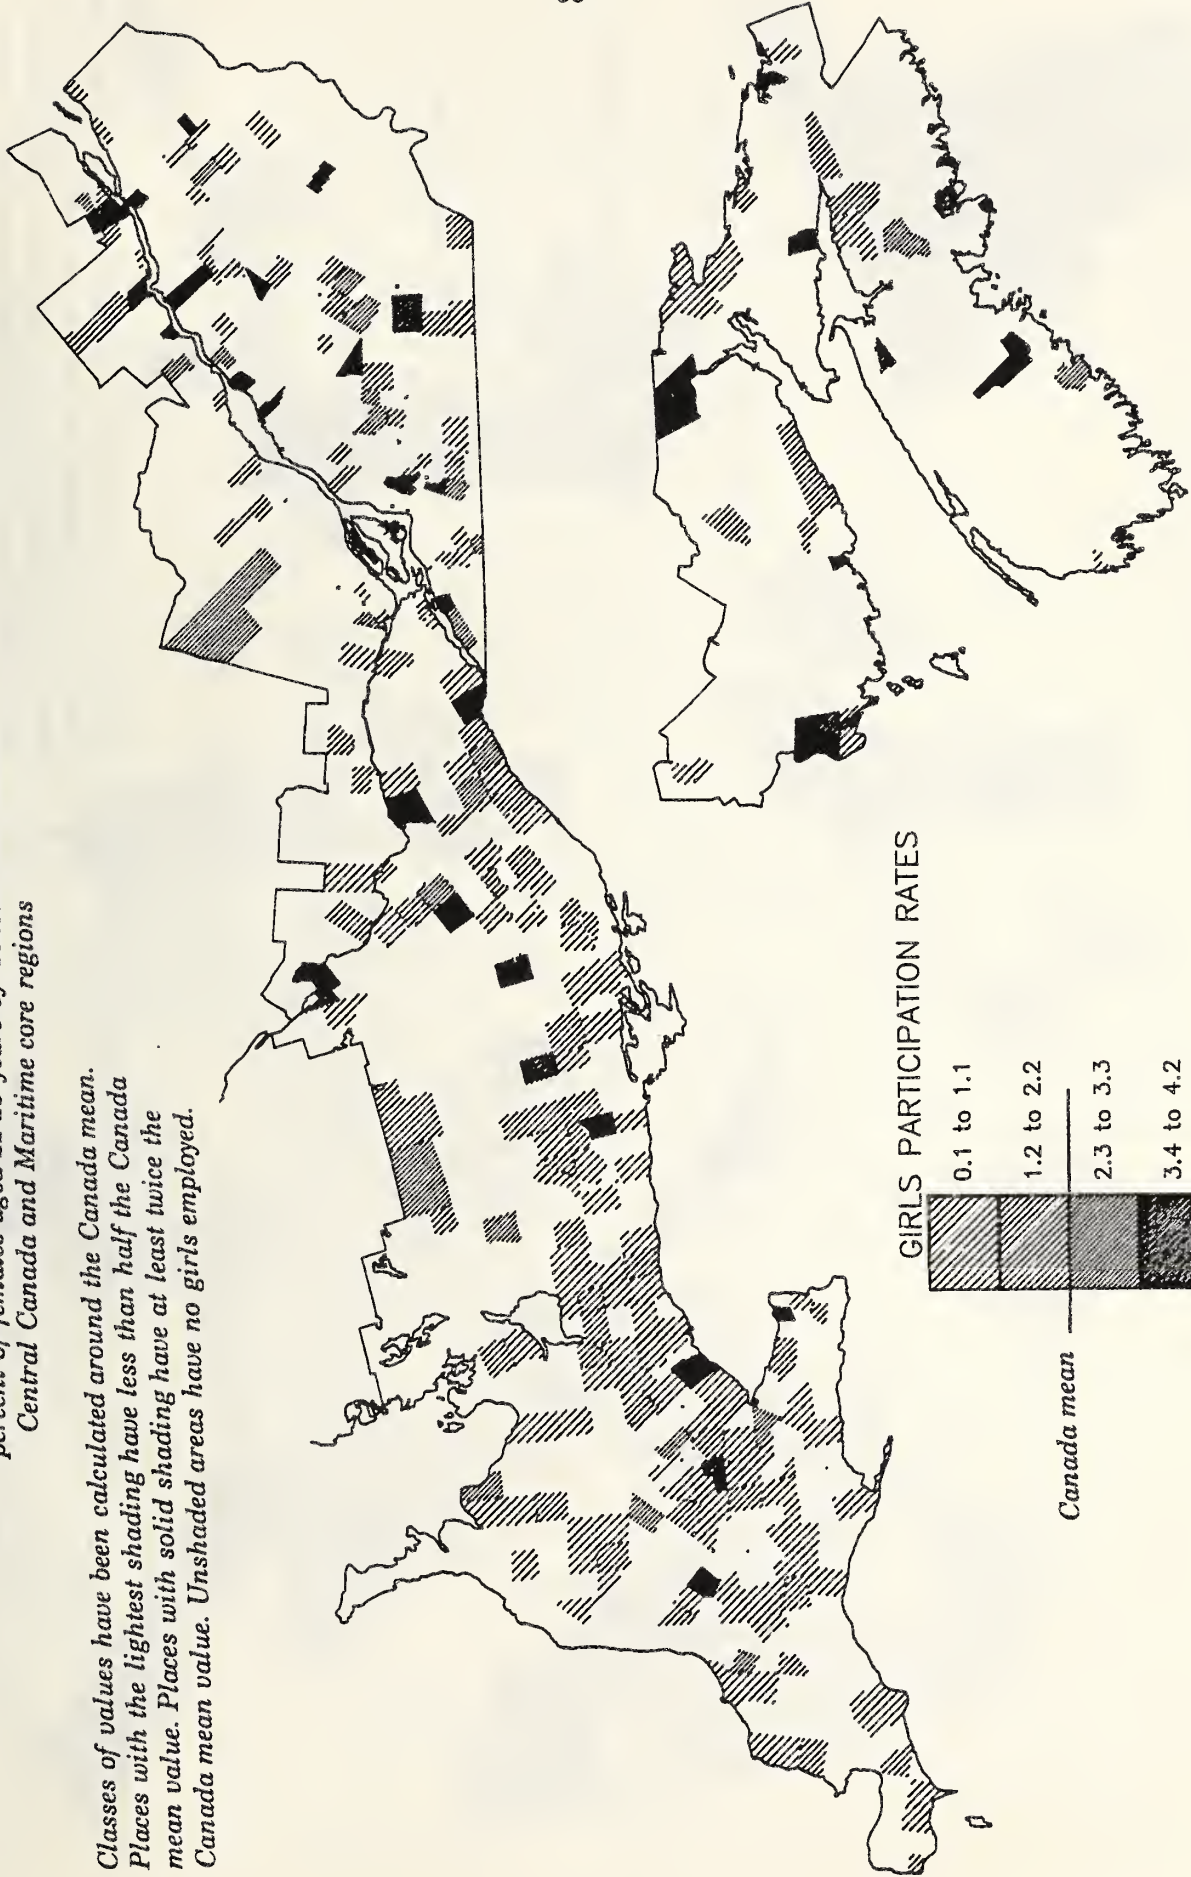 Central Canada and Maritime core regions
Classes of values have been calculated around the Canada mean.
Places with the lightest shading have less than half the Canada
mean value. Places with solid shading have at least twice the
Canada mean value. Unshaded areas have no girls employed.
GIRLS PARTICIPATION RATES
0.1 to 1.1
1.2 to 2.2
Canada mean
2.3 to 3.3
3.4 to 4.2